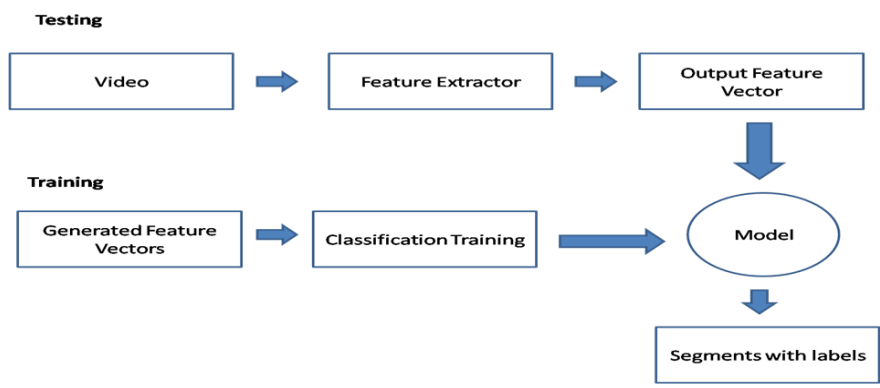 Testing
Video
Feature Extractor
Output Feature
Vector
Training
Generated Feature
Vectors
Classification Training
Model
Segments with labels